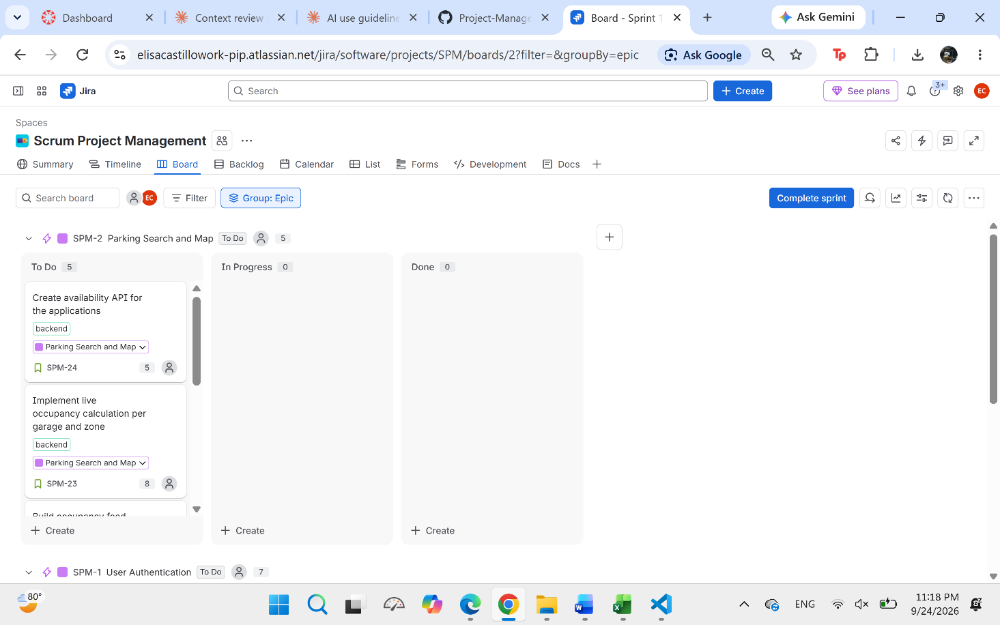 Dashboard
Context review
AI use guideline
Project-Manage
Board - Sprint 1
Ask Gemini
elisacastillowork-pip.atlassian.net/jira/software/projects/SPM/boards/2?filter=&groupBy=epic
Ask Google
Jira
Search
Create
See plans
3+
EC
Spaces
Scrum Project Management
Summary
Timeline
Board
Backlog
Calendar
List
Forms
Development
Docs
Search board
EC
Filter
Group: Epic
Complete sprint
SPM-2 Parking Search and Map To Do 5
To Do 5
In Progress 0
Done 0
Create availability API for
the applications
backend
Parking Search and Map
SPM-24 5
Implement live
occupancy calculation per
garage and zone
backend
Parking Search and Map
SPM-23 8
Build occupancy feed
Create
Create
Create
SPM-1 User Authentication To Do 7
80°
ENG
11:18 PM
9/24/2026